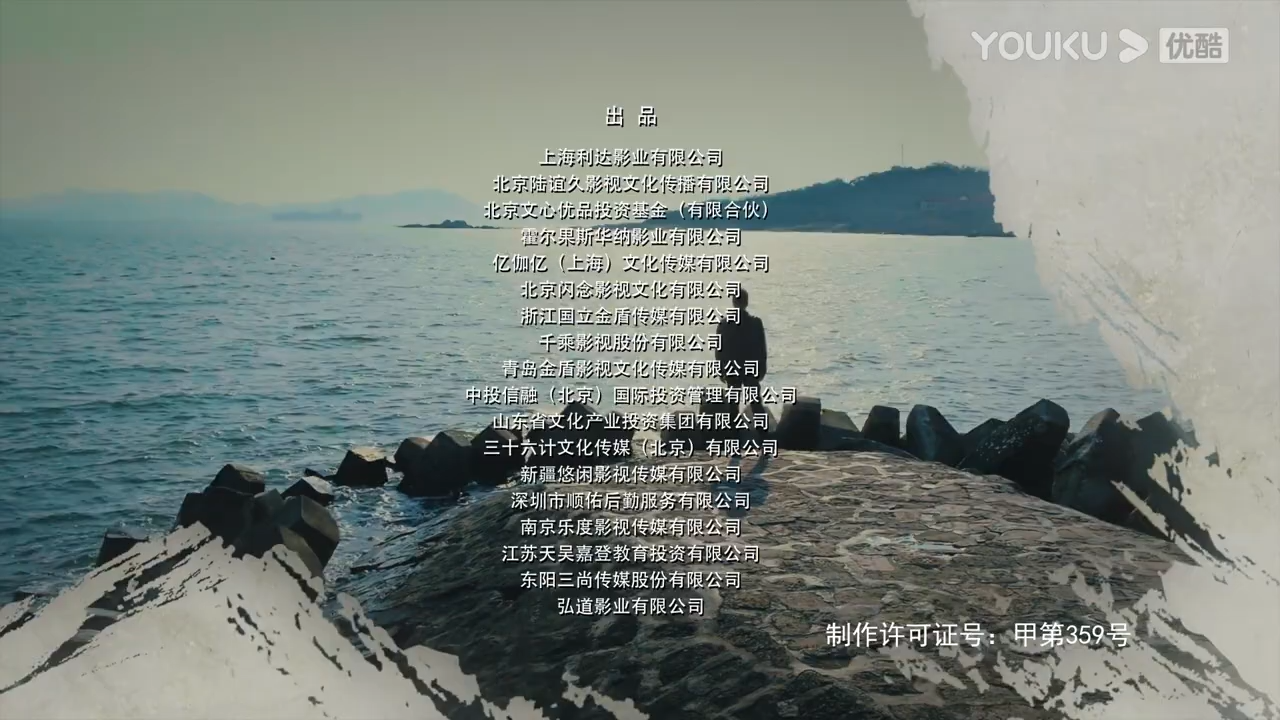 YOUKU 优酷
出 品
上海利达影业有限公司
北京陆谊久影视文化传播有限公司
北京文心优品投资基金（有限合伙）
霍尔果斯华纳影业有限公司
亿伽亿（上海）文化传媒有限公司
北京闪念影视文化有限公司
浙江国立金盾传媒有限公司
千乘影视股份有限公司
青岛金盾影视文化传媒有限公司
中投信融（北京）国际投资管理有限公司
山东省文化产业投资集团有限公司
三十六计文化传媒（北京）有限公司
新疆悠闲影视传媒有限公司
深圳市顺佑后勤服务有限公司
南京乐度影视传媒有限公司
江苏天吴嘉登教育投资有限公司
东阳三尚传媒股份有限公司
弘道影业有限公司
制作许可证号：甲第359号